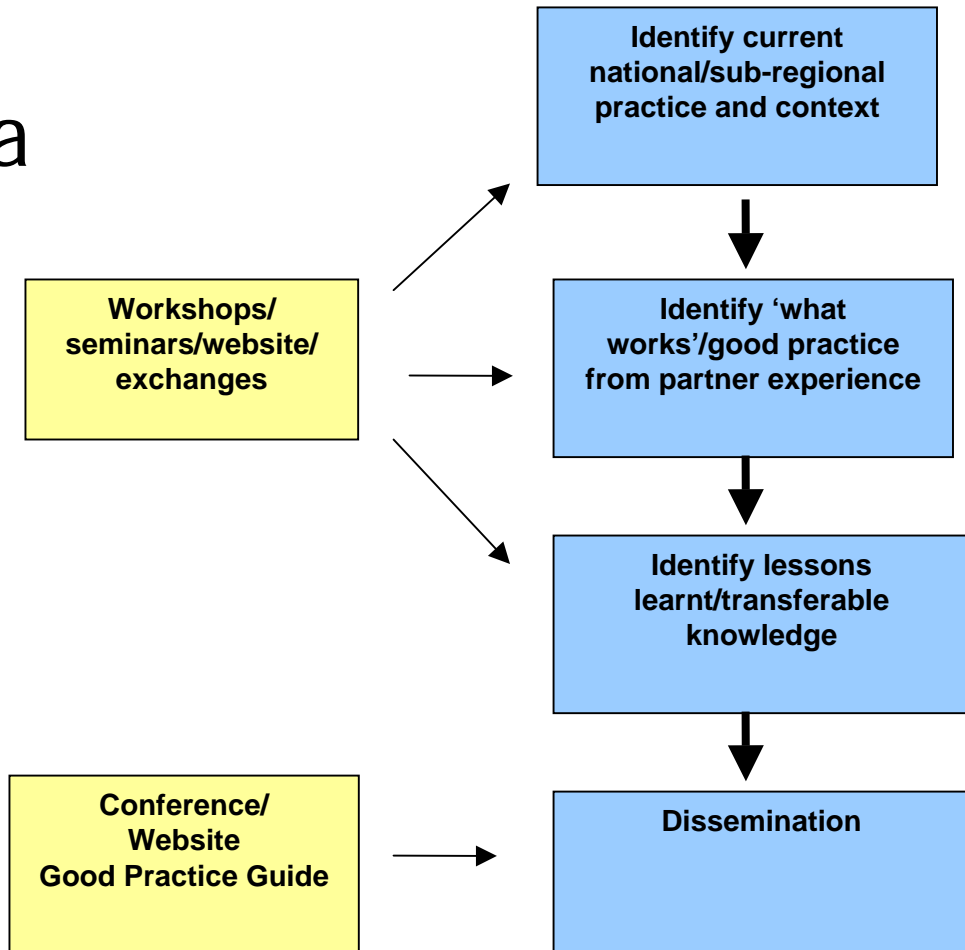 a
Identify current
national/sub-regional
practice and context
Workshops/
seminars/website/
exchanges
Identify ‘what
works’/good practice
from partner experience
Identify lessons
learnt/transferable
knowledge
Conference/
Website
Good Practice Guide
Dissemination